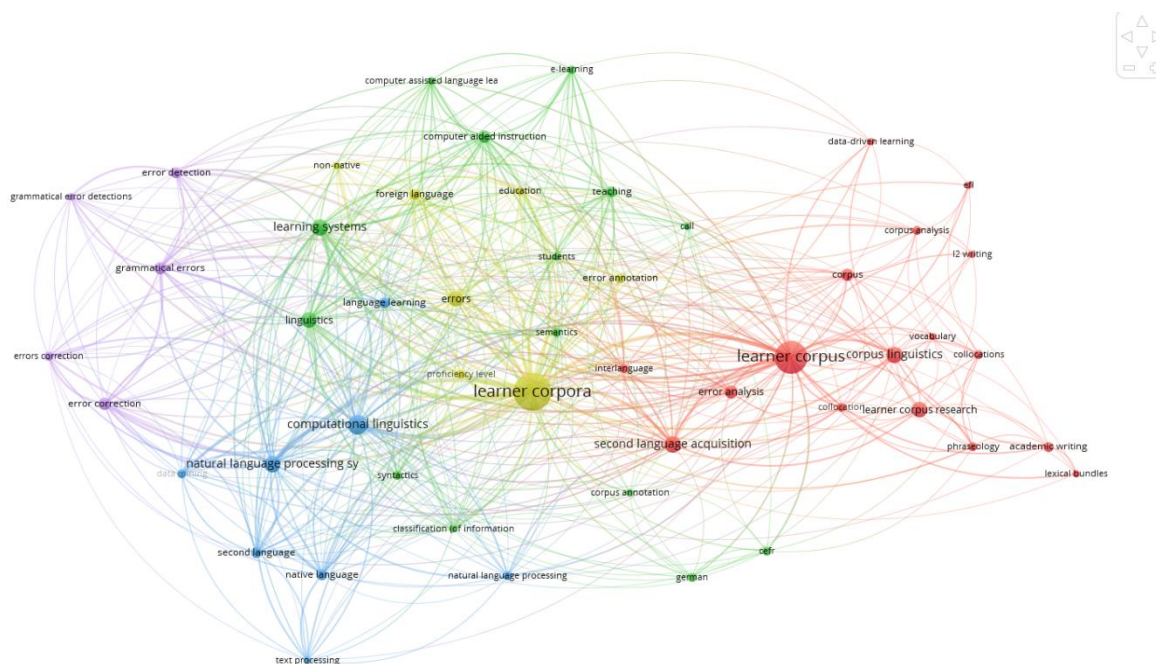 e-learning
computer assisted language lea
computer aided instruction
data-driven learning
non-native
error detection
efl
foreign language
education
teaching
grammatical error detections
learning systems
call
corpus analysis
students
l2 writing
grammatical errors
error annotation
corpus
language learning
errors
linguistics
semantics
vocabulary
errors correction
learner corpus
corpus linguistics
collocations
interlanguage
proficiency level
learner corpora
error analysis
error correction
collocation
learner corpus research
computational linguistics
second language acquisition
phraseology
academic writing
natural language processing sy
data mining
syntactics
lexical bundles
corpus annotation
classification (of information
second language
cefr
native language
natural language processing
german
text processing